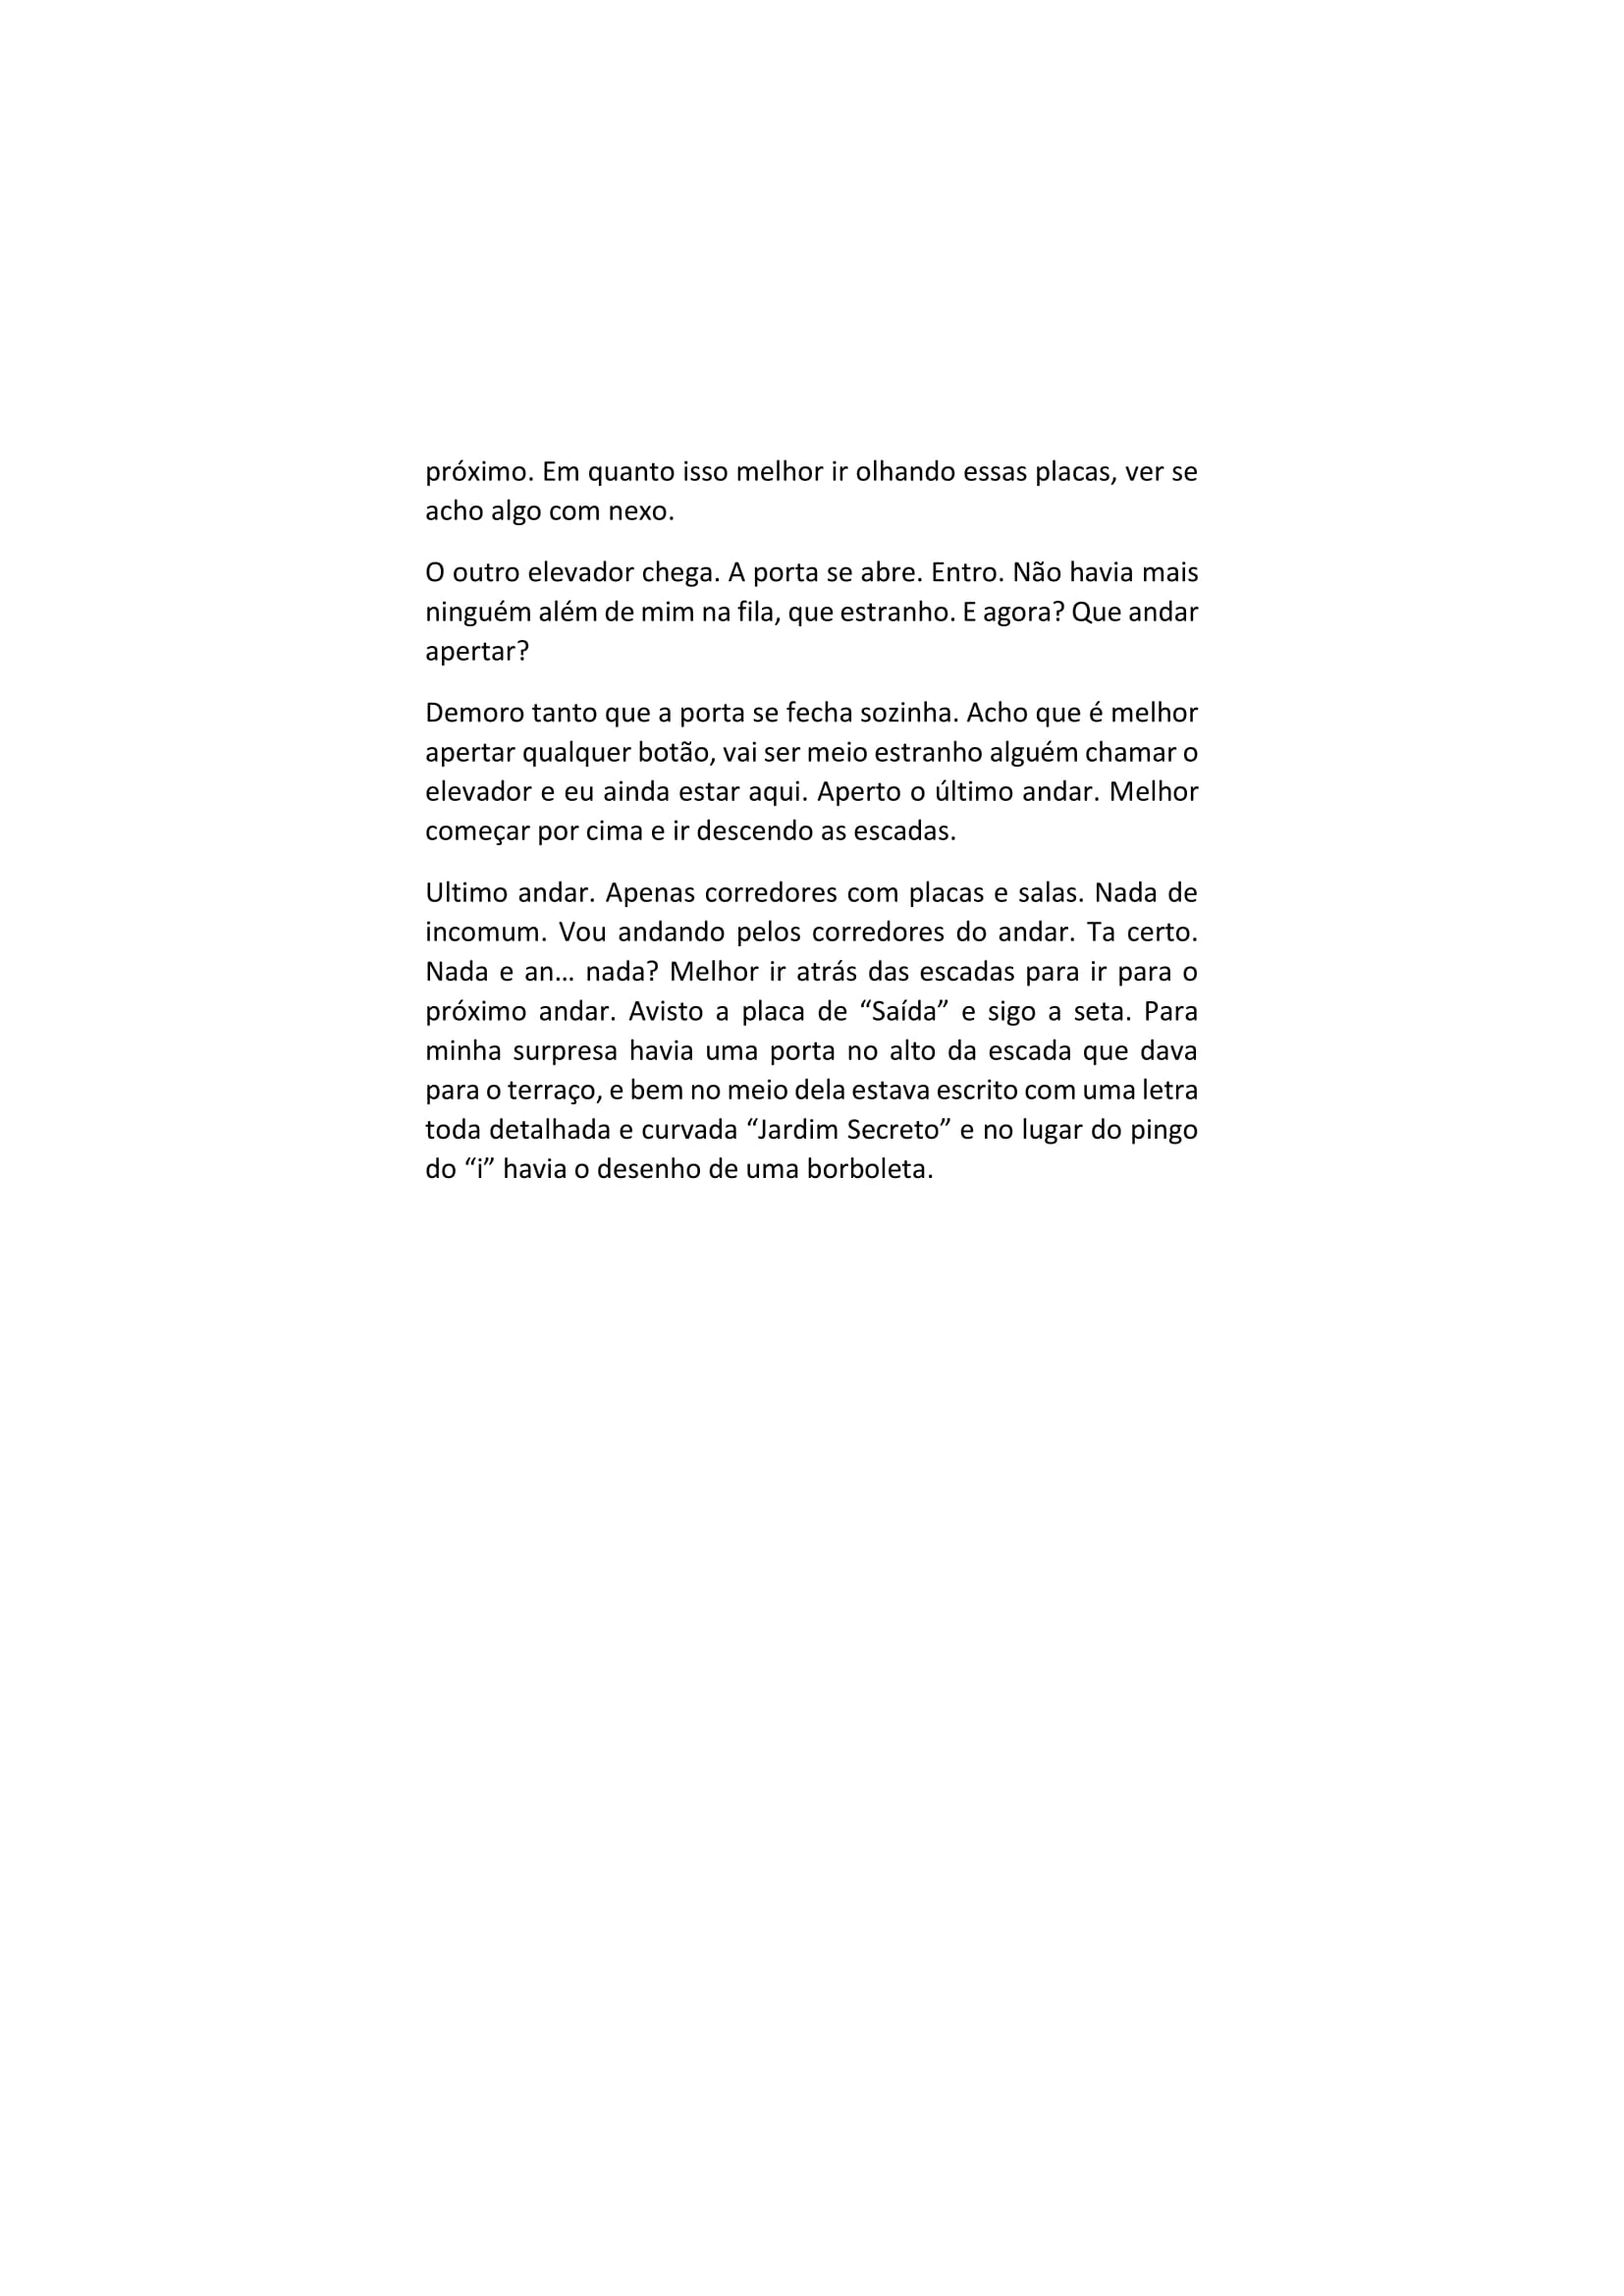 próximo. Em quanto isso melhor ir olhando essas placas, ver se
acho algo com nexo.
O outro elevador chega. A porta se abre. Entro. Não havia mais
ninguém além de mim na fila, que estranho. E agora? Que andar
apertar?
Demoro tanto que a porta se fecha sozinha. Acho que é melhor
apertar qualquer botão, vai ser meio estranho alguém chamar o
elevador e eu ainda estar aqui. Aperto o último andar. Melhor
começar por cima e ir descendo as escadas.
Ultimo andar. Apenas corredores com placas e salas. Nada de
incomum. Vou andando pelos corredores do andar. Ta certo.
Nada e an... nada? Melhor ir atrás das escadas para ir para o
próximo andar. Avisto a placa de “Saída” e sigo a seta. Para
minha surpresa havia uma porta no alto da escada que dava
para o terraço, e bem no meio dela estava escrito com uma letra
toda detalhada e curvada “Jardim Secreto” e no lugar do pingo
do “i” havia o desenho de uma borboleta.